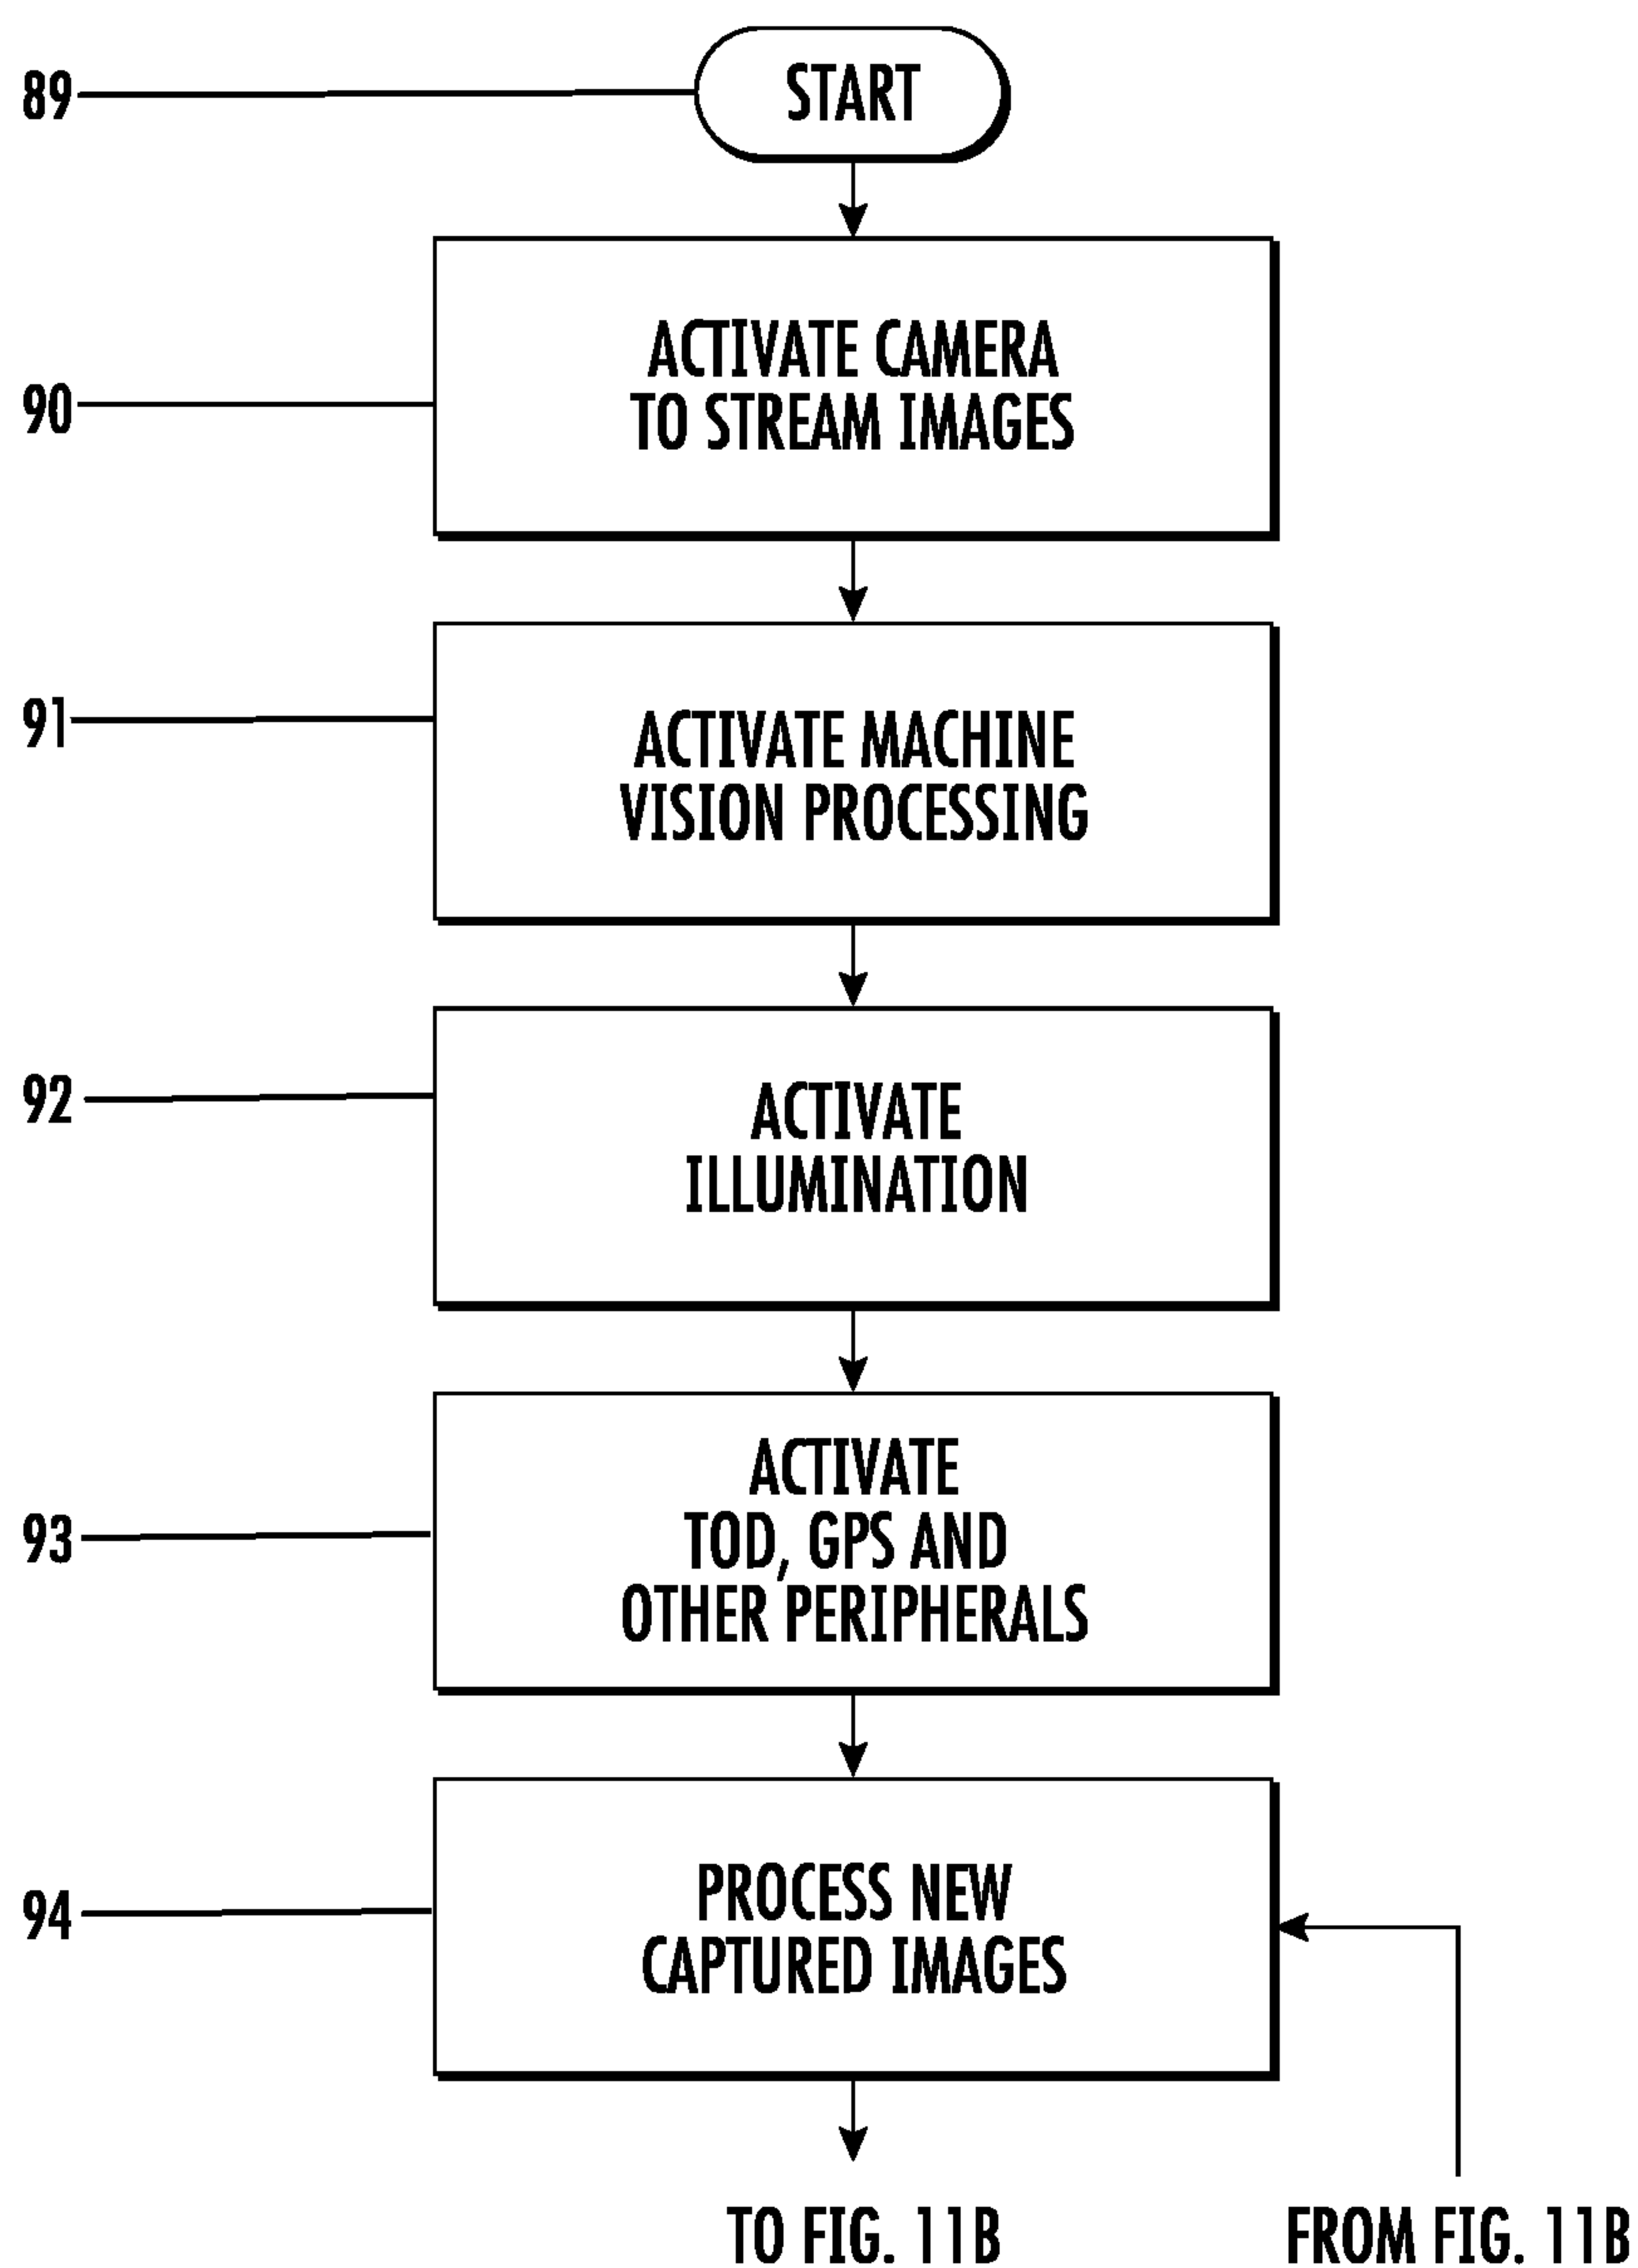 89
START
90
ACTIVATE CAMERA
TO STREAM IMAGES
91
ACTIVATE MACHINE
VISION PROCESSING
92
ACTIVATE
ILLUMINATION
93
ACTIVATE
TOD, GPS AND
OTHER PERIPHERALS
94
PROCESS NEW
CAPTURED IMAGES
TO FIG. 11B
FROM FIG. 11B